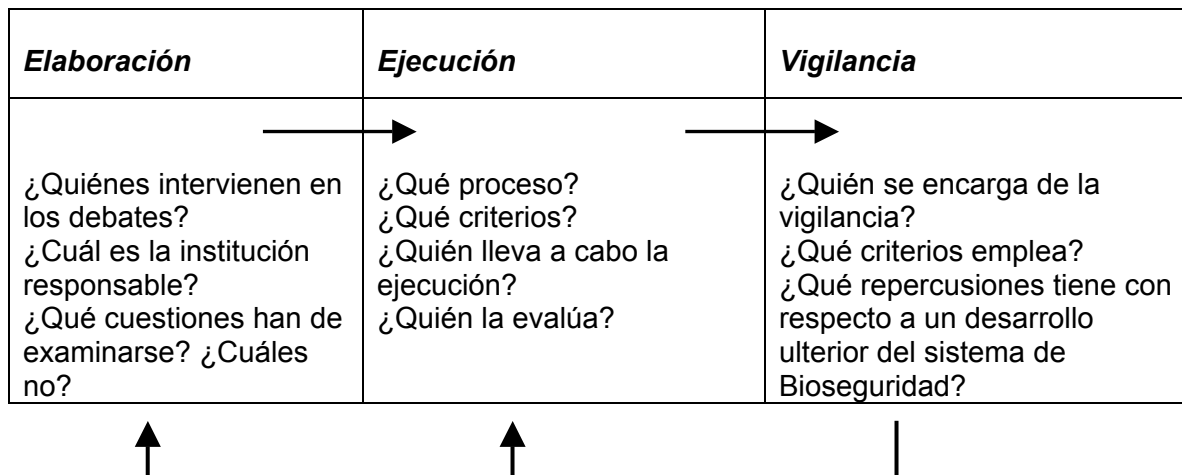 Elaboración
Ejecución
Vigilancia
¿Quiénes intervienen en
los debates?
¿Cuál es la institución
responsable?
¿Qué cuestiones han de
examinarse? ¿Cuáles
no?
¿Qué proceso?
¿Qué criterios?
¿Quién lleva a cabo la
ejecución?
¿Quién la evalúa?
¿Quién se encarga de la
vigilancia?
¿Qué criterios emplea?
¿Qué repercusiones tiene con
respecto a un desarrollo
ulterior del sistema de
Bioseguridad?